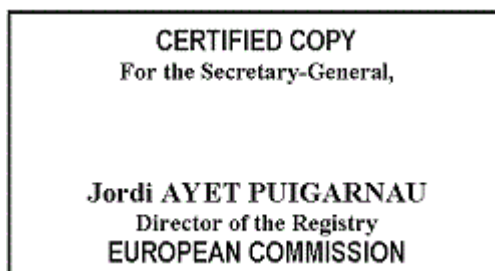 CERTIFIED COPY
For the Secretary-General,
Jordi AYET PUIGARNAU
Director of the Registry
EUROPEAN COMMISSION